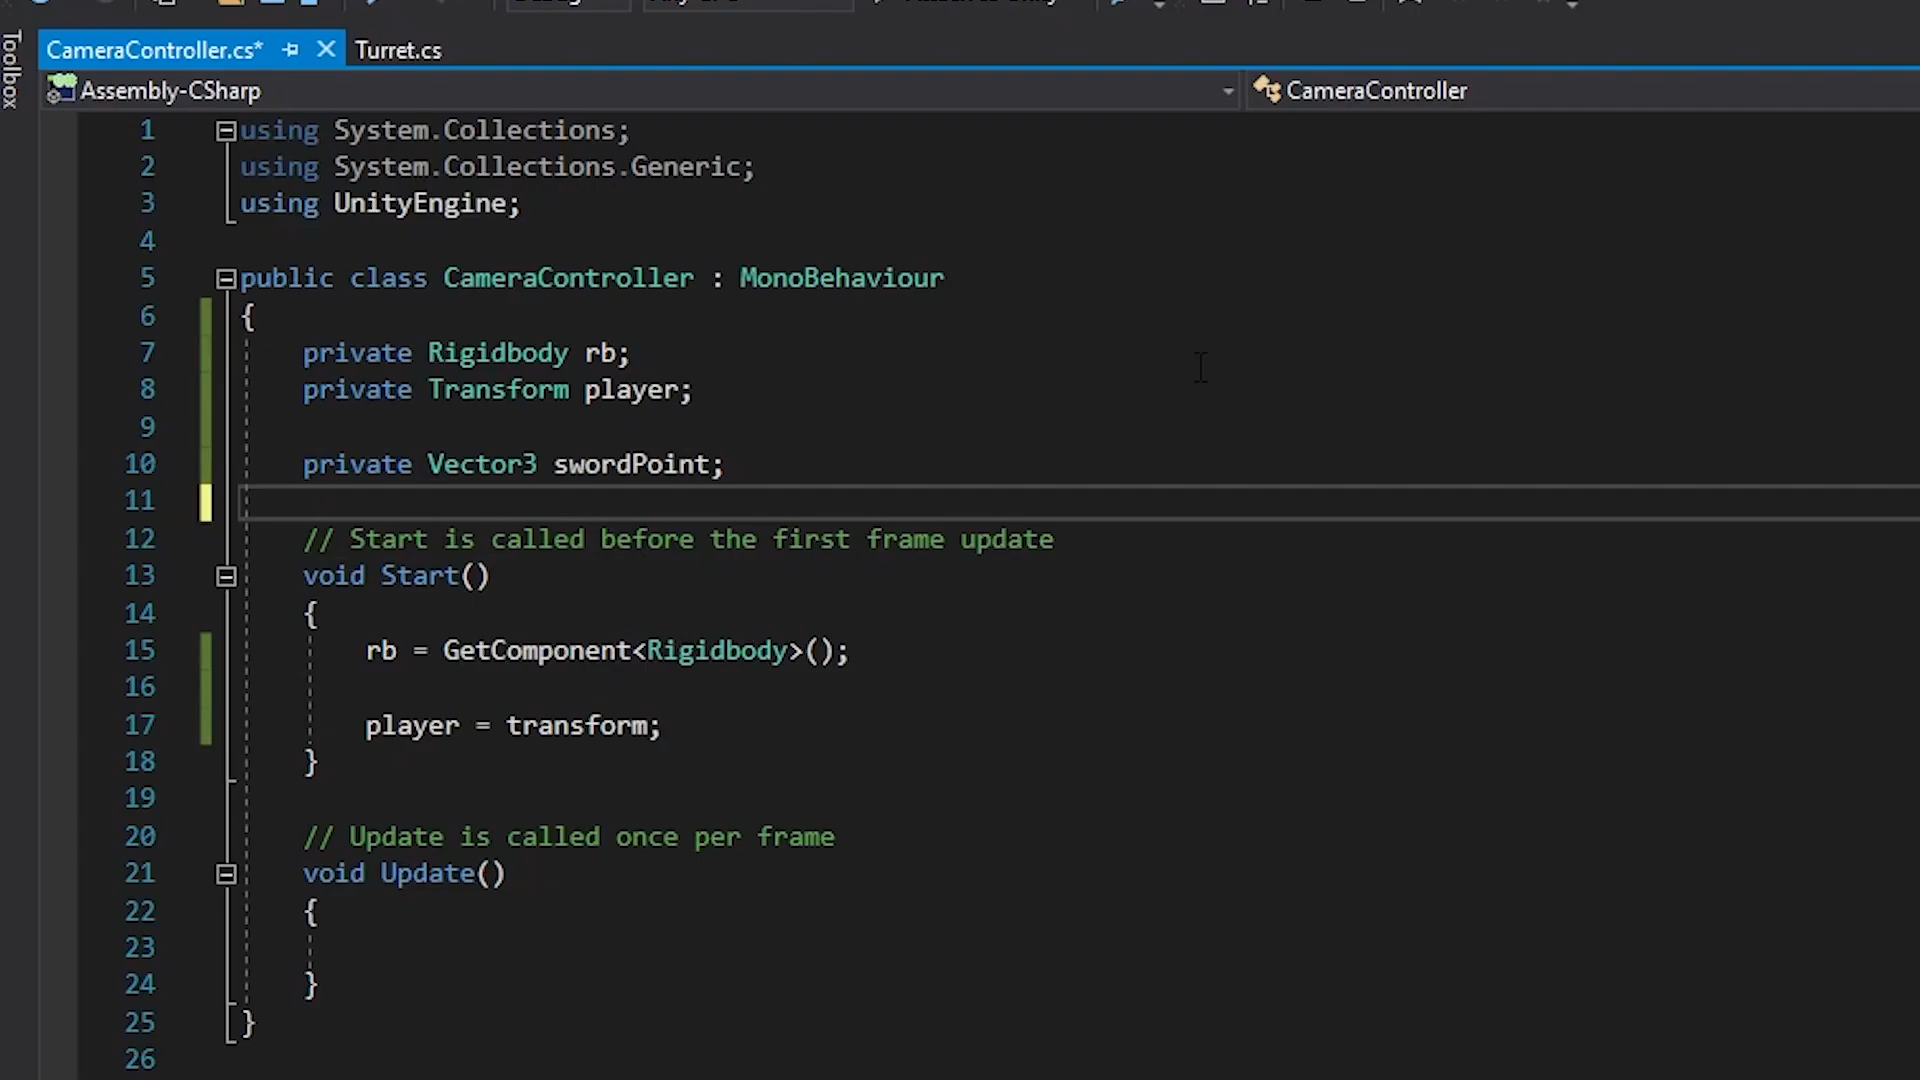 Toolbox
CameraController.cs*
Turret.cs
Assembly-CSharp
CameraController
1 using System.Collections;
2 using System.Collections.Generic;
3 using UnityEngine;
4
5 public class CameraController : MonoBehaviour
6 {
7 private Rigidbody rb;
8 private Transform player;
9
10 private Vector3 swordPoint;
11
12 // Start is called before the first frame update
13 void Start()
14 {
15 rb = GetComponent<Rigidbody>();
16
17 player = transform;
18 }
19
20 // Update is called once per frame
21 void Update()
22 {
23
24 }
25 }
26